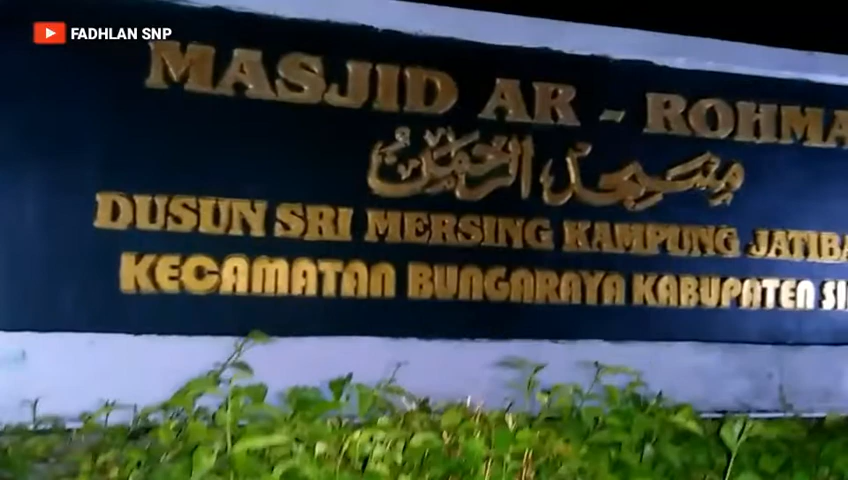 FADHLAN SNP
MASJID AR - ROHMA
مسجد الرحمن
DUSUN SRI MERSING KAMPUNG JATIBA
KECAMATAN BUNGARAYA KABUPATEN SI